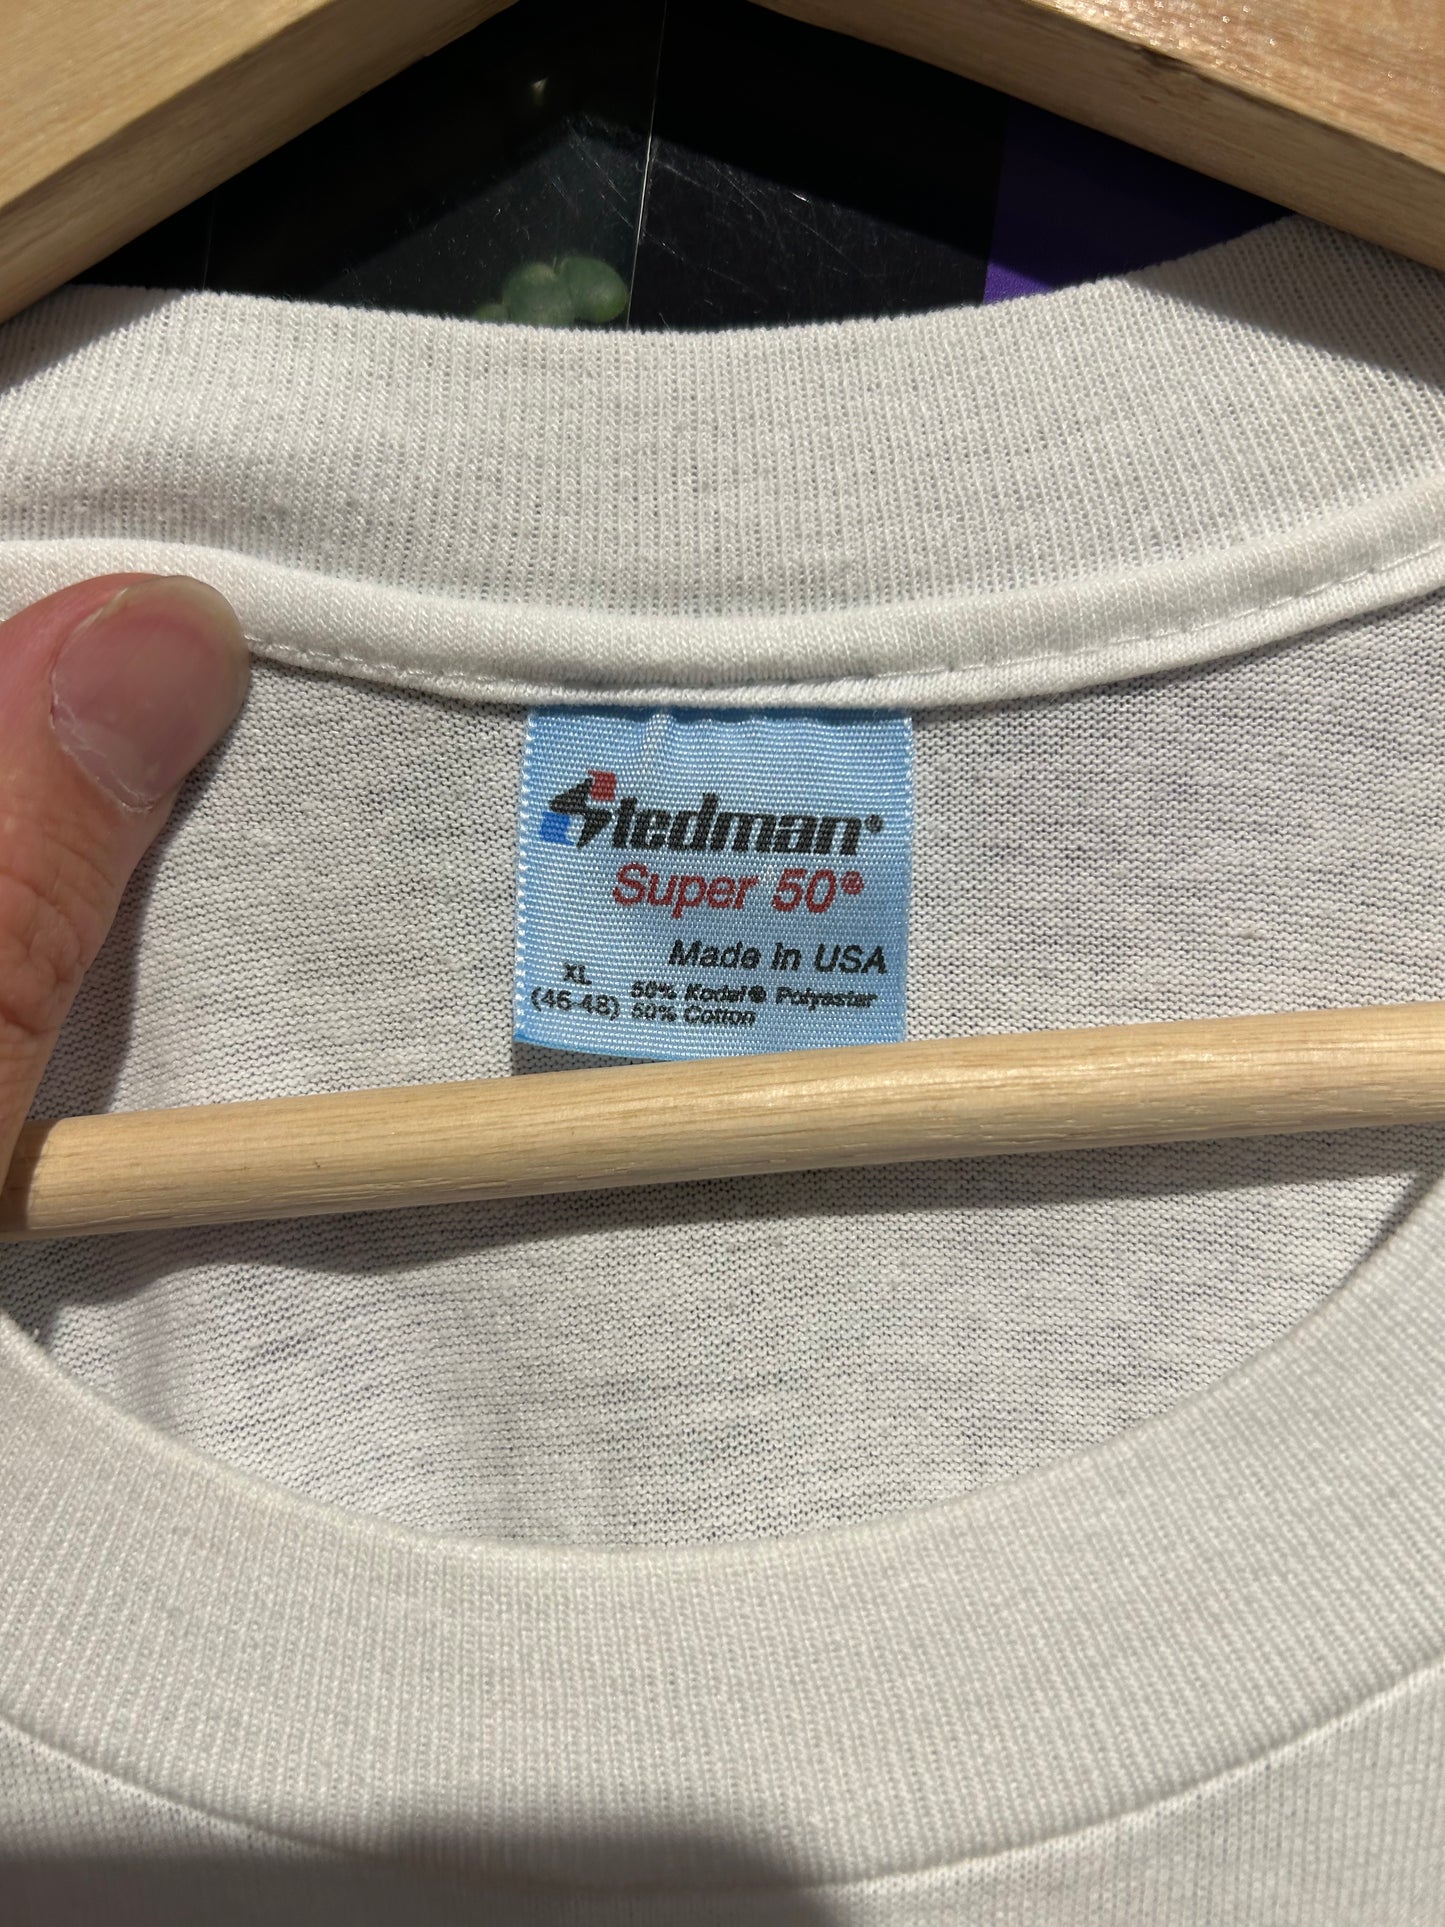 Stedman®
Super 50®
Made In USA
XL
(46-48)
50% Kodel® Polyester
50% Cotton